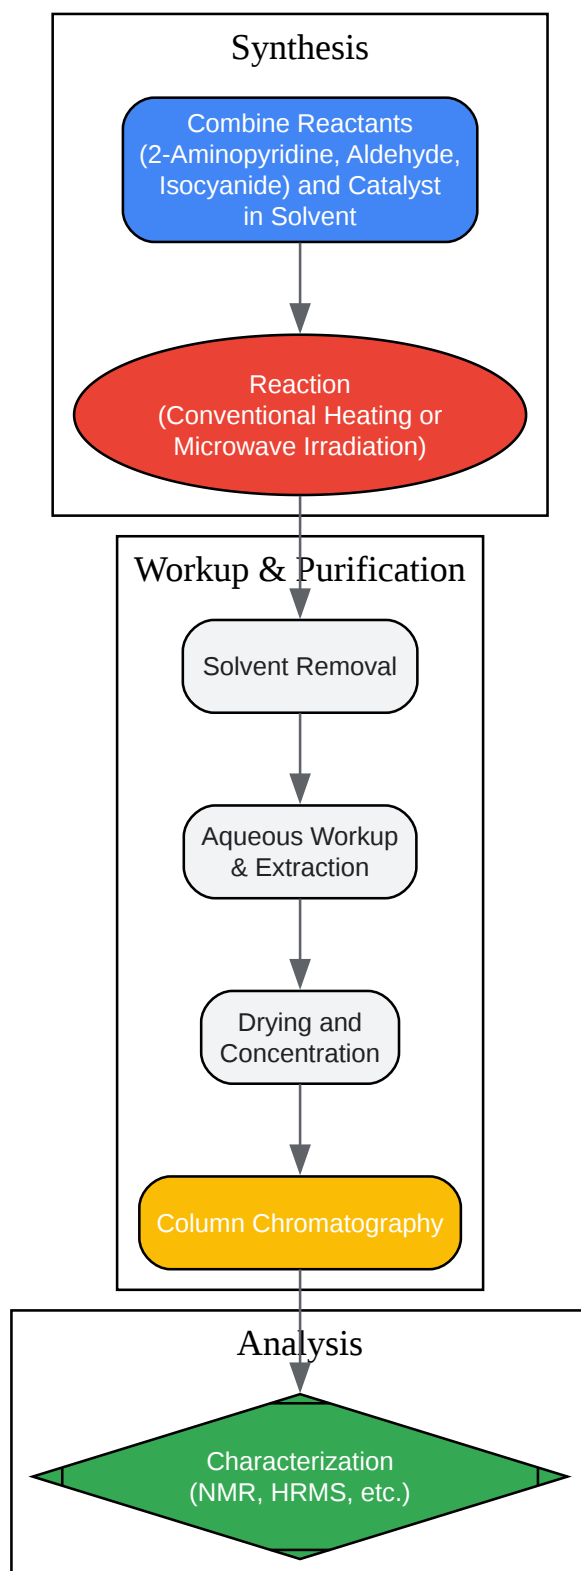 Synthesis
Combine Reactants
(2-Aminopyridine, Aldehyde,
Isocyanide) and Catalyst
in Solvent
Reaction
(Conventional Heating or
Microwave Irradiation)
Workup & Purification
Solvent Removal
Aqueous Workup
& Extraction
Drying and
Concentration
Column Chromatography
Analysis
Characterization
(NMR, HRMS, etc.)